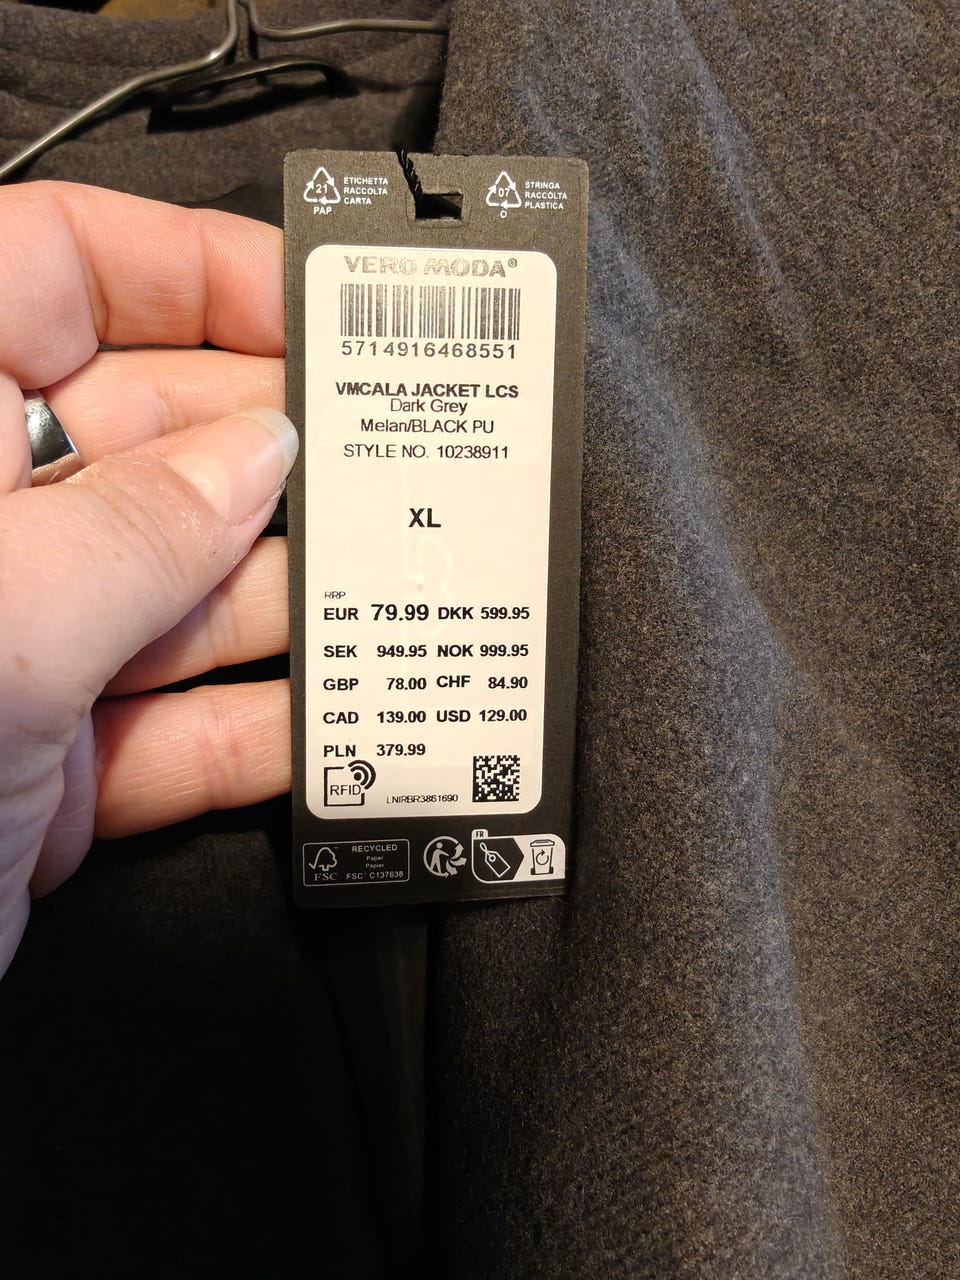 21
PAP
ETICHETTA
RACCOLTA
CARTA
07
O
STRINGA
RACCOLTA
PLASTICA
VERO MODA®
5714916468551
VMCALA JACKET LCS
Dark Grey
Melan/BLACK PU
STYLE NO. 10238911
XL
RRP
EUR 79.99 DKK 599.95
SEK 949.95 NOK 999.95
GBP 78.00 CHF 84.90
CAD 139.00 USD 129.00
PLN 379.99
RFID
LNIRBR3861690
FSC
RECYCLED
Paper
Papier
FSC® C137638
FR